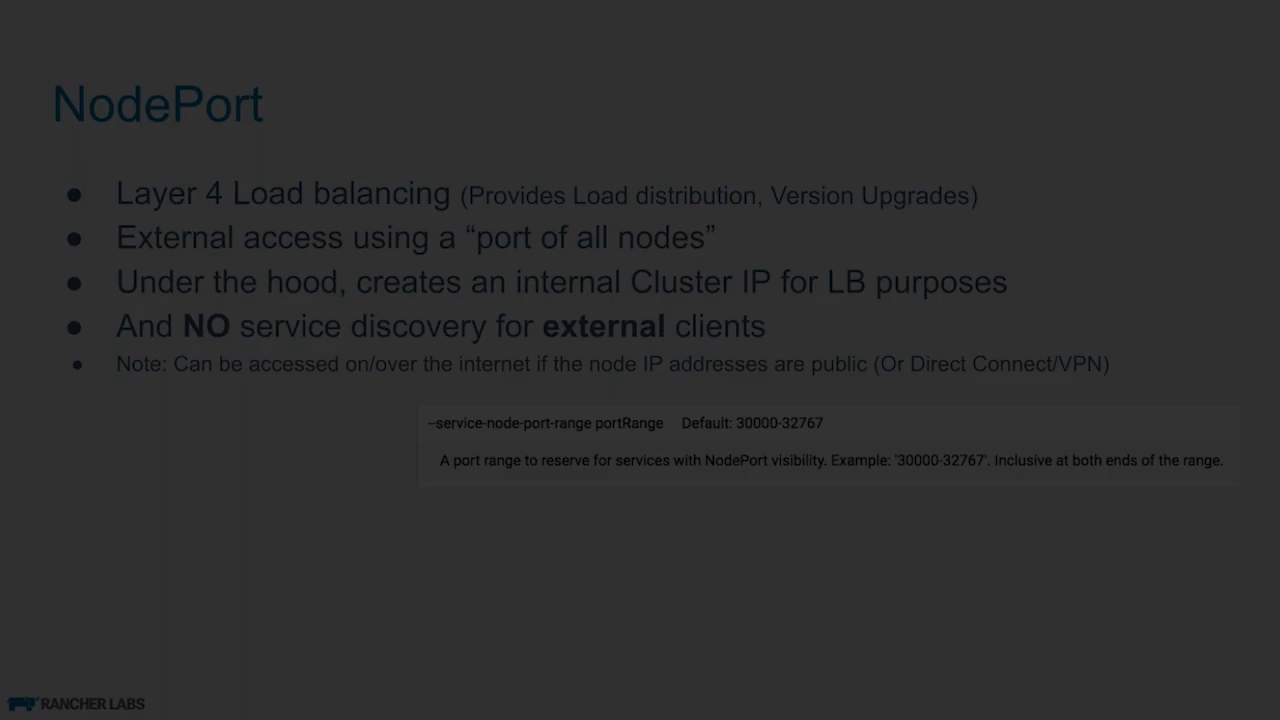 NodePort
● Layer 4 Load balancing (Provides Load distribution, Version Upgrades)
● External access using a “port of all nodes”
● Under the hood, creates an internal Cluster IP for LB purposes
● And NO service discovery for external clients
● Note: Can be accessed on/over the internet if the node IP addresses are public (Or Direct Connect/VPN)
--service-node-port-range portRange Default: 30000-32767
A port range to reserve for services with NodePort visibility. Example: '30000-32767'. Inclusive at both ends of the range.
RANCHER LABS